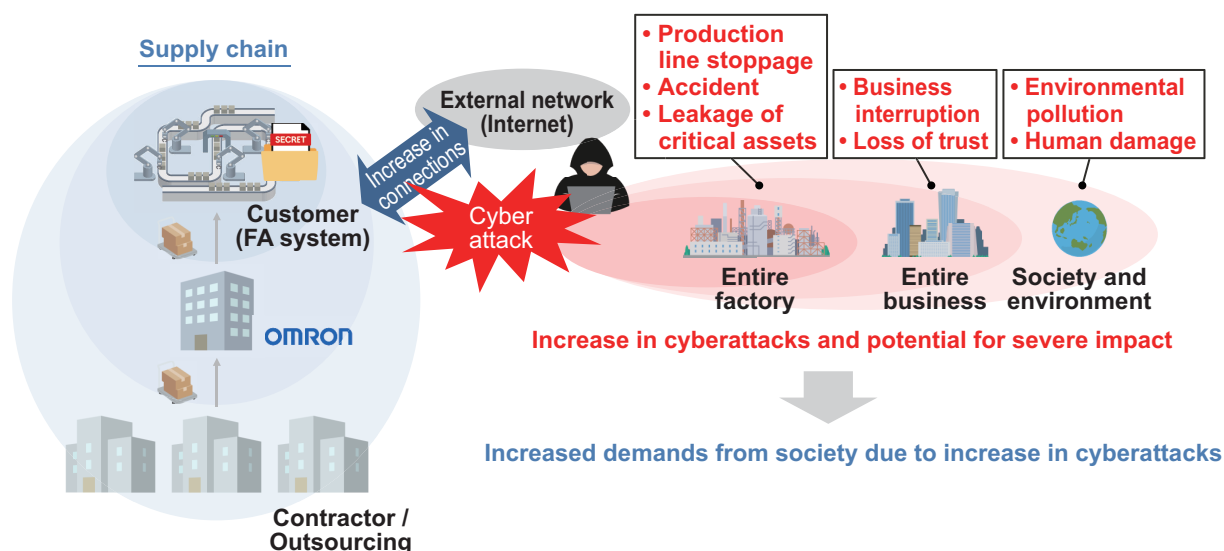 Supply chain
SECRET
Customer
(FA system)
OMRON
Contractor /
Outsourcing
External network
(Internet)
Increase in
connections
Cyber
attack
• Production
line stoppage
• Accident
• Leakage of
critical assets
• Business
interruption
• Loss of trust
• Environmental
pollution
• Human damage
Entire
factory
Entire
business
Society and
environment
Increase in cyberattacks and potential for severe impact
Increased demands from society due to increase in cyberattacks